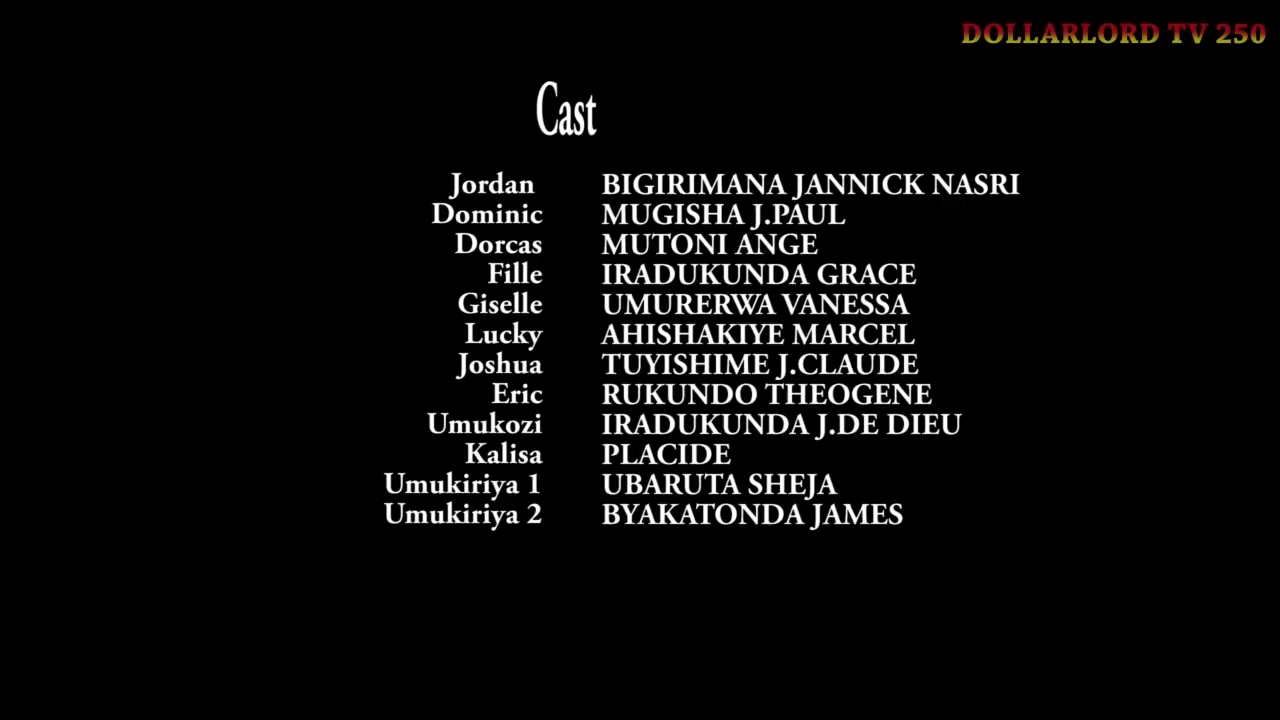 DOLLARLORD TV 250
Cast
Jordan BIGIRIMANA JANNICK NASRI
Dominic MUGISHA J.PAUL
Dorcas MUTONI ANGE
Fille IRADUKUNDA GRACE
Giselle UMURERWA VANESSA
Lucky AHISHAKIYE MARCEL
Joshua TUYISHIME J.CLAUDE
Eric RUKUNDO THEOGENE
Umukozi IRADUKUNDA J.DE DIEU
Kalisa PLACIDE
Umukiriya 1 UBARUTA SHEJA
Umukiriya 2 BYAKATONDA JAMES